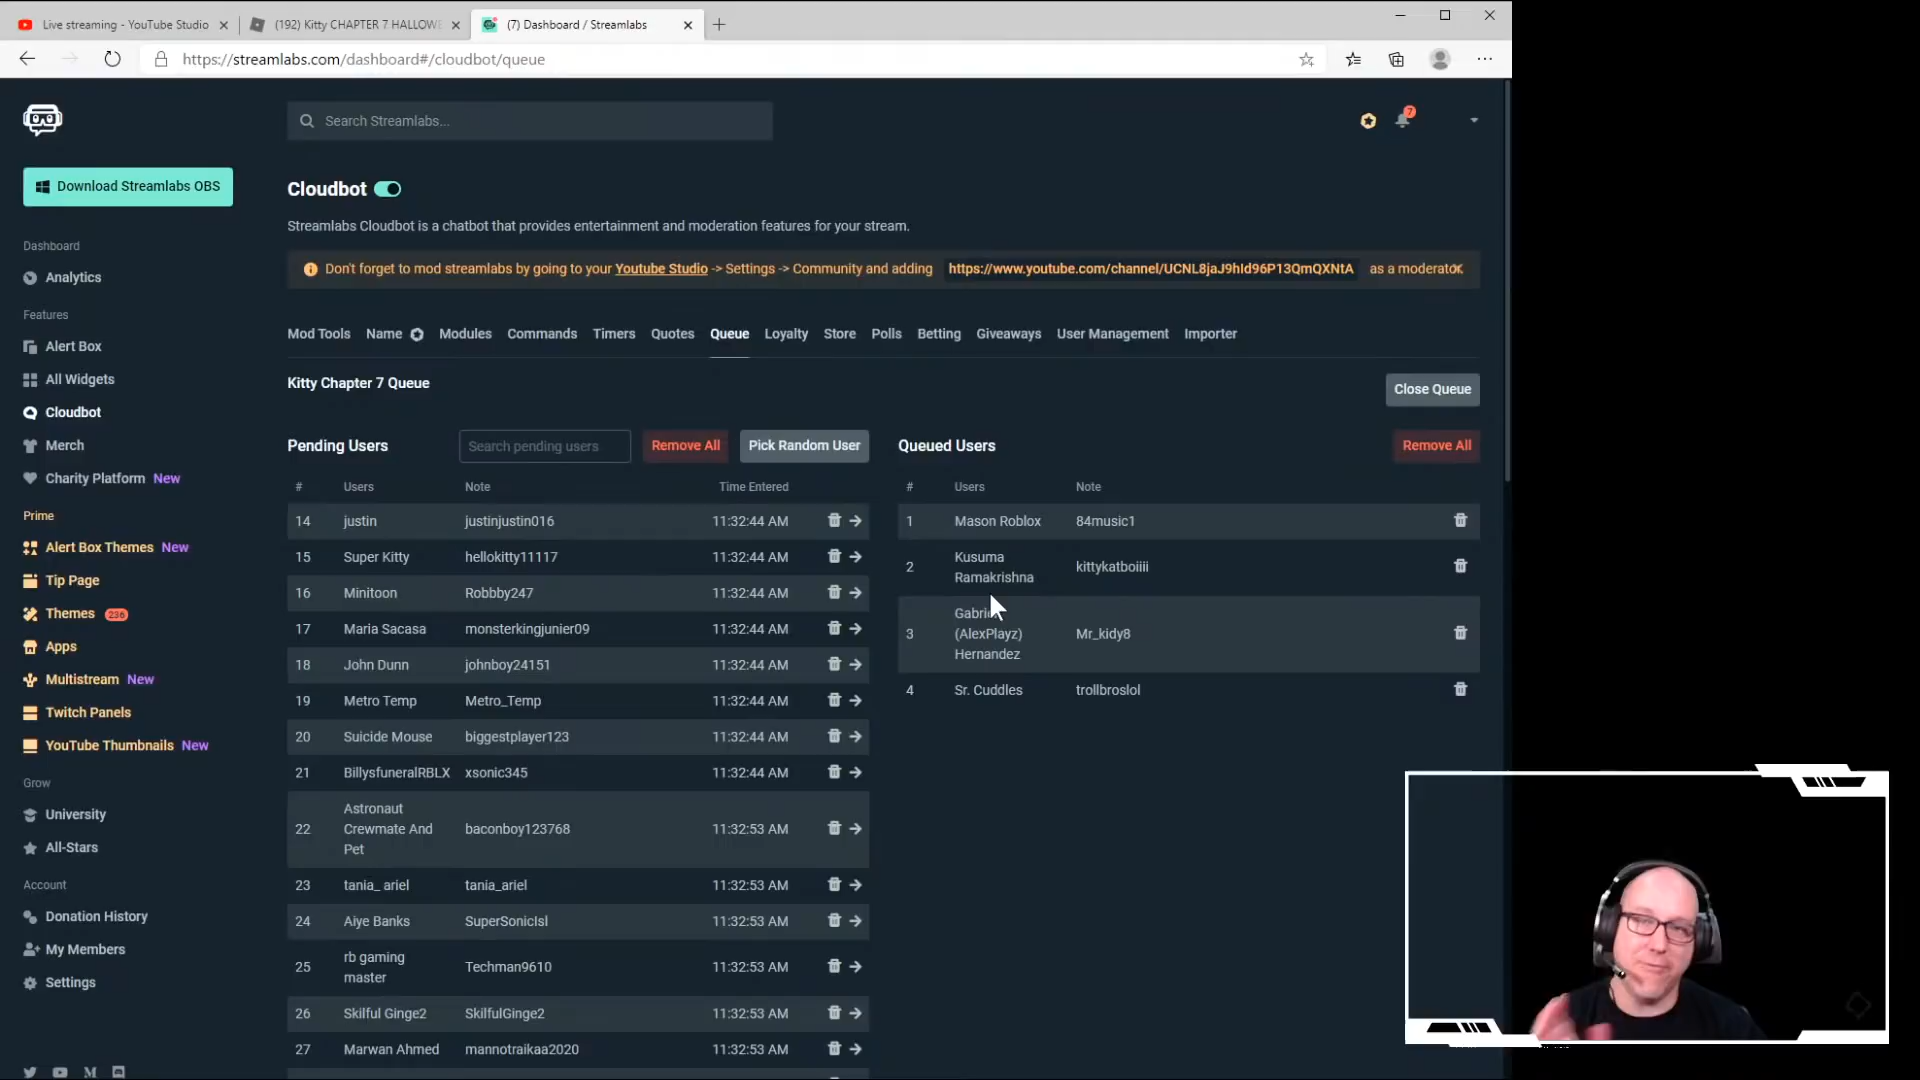 Live streaming - YouTube Studio
(192) Kitty CHAPTER 7 HALLOWE
(7) Dashboard / Streamlabs
https://streamlabs.com/dashboard#/cloudbot/queue
Search Streamlabs...
7
Download Streamlabs OBS
Dashboard
Analytics
Features
Alert Box
All Widgets
Cloudbot
Merch
Charity Platform New
Prime
Alert Box Themes New
Tip Page
Themes 236
Apps
Multistream New
Twitch Panels
YouTube Thumbnails New
Grow
University
All-Stars
Account
Donation History
My Members
Settings
Cloudbot
Streamlabs Cloudbot is a chatbot that provides entertainment and moderation features for your stream.
Don't forget to mod streamlabs by going to your Youtube Studio -> Settings -> Community and adding https://www.youtube.com/channel/UCNL8jaJ9hId96P13QmQXNtA as a moderator.
Mod Tools Name Modules Commands Timers Quotes Queue Loyalty Store Polls Betting Giveaways User Management Importer
Kitty Chapter 7 Queue
Close Queue
Pending Users
Search pending users
Remove All
Pick Random User
# Users Note Time Entered
14 justin justinjustin016 11:32:44 AM
15 Super Kitty hellokitty11117 11:32:44 AM
16 Minitoon Robbby247 11:32:44 AM
17 Maria Sacasa monsterkingjunier09 11:32:44 AM
18 John Dunn johnboy24151 11:32:44 AM
19 Metro Temp Metro_Temp 11:32:44 AM
20 Suicide Mouse biggestplayer123 11:32:44 AM
21 BillysfuneralRBLX xsonic345 11:32:44 AM
Astronaut
22 Crewmate And baconboy123768 11:32:53 AM
Pet
23 tania_ ariel tania_ariel 11:32:53 AM
24 Aiye Banks SuperSonicIsl 11:32:53 AM
rb gaming
25 Techman9610 11:32:53 AM
master
26 Skilful Ginge2 SkilfulGinge2 11:32:53 AM
27 Marwan Ahmed mannotraikaa2020 11:32:53 AM
Queued Users
Remove All
# Users Note
1 Mason Roblox 84music1
Kusuma
2 kittykatboiiii
Ramakrishna
3 (AlexPlayz) Mr_kidy8
Hernandez
4 Sr. Cuddles trollbroslol